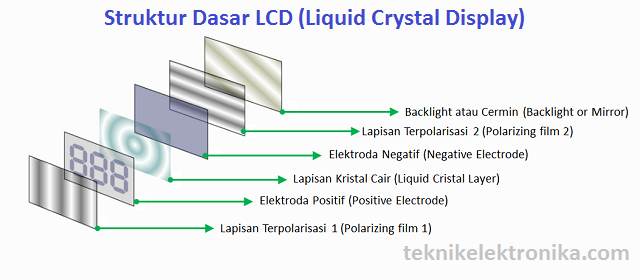 Struktur Dasar LCD (Liquid Crystal Display)
Backlight atau Cermin (Backlight or Mirror)
Lapisan Terpolarisasi 2 (Polarizing film 2)
Elektroda Negatif (Negative Electrode)
Lapisan Kristal Cair (Liquid Cristal Layer)
888
Elektroda Positif (Positive Electrode)
Lapisan Terpolarisasi 1 (Polarizing film 1)
teknikelektronika.com